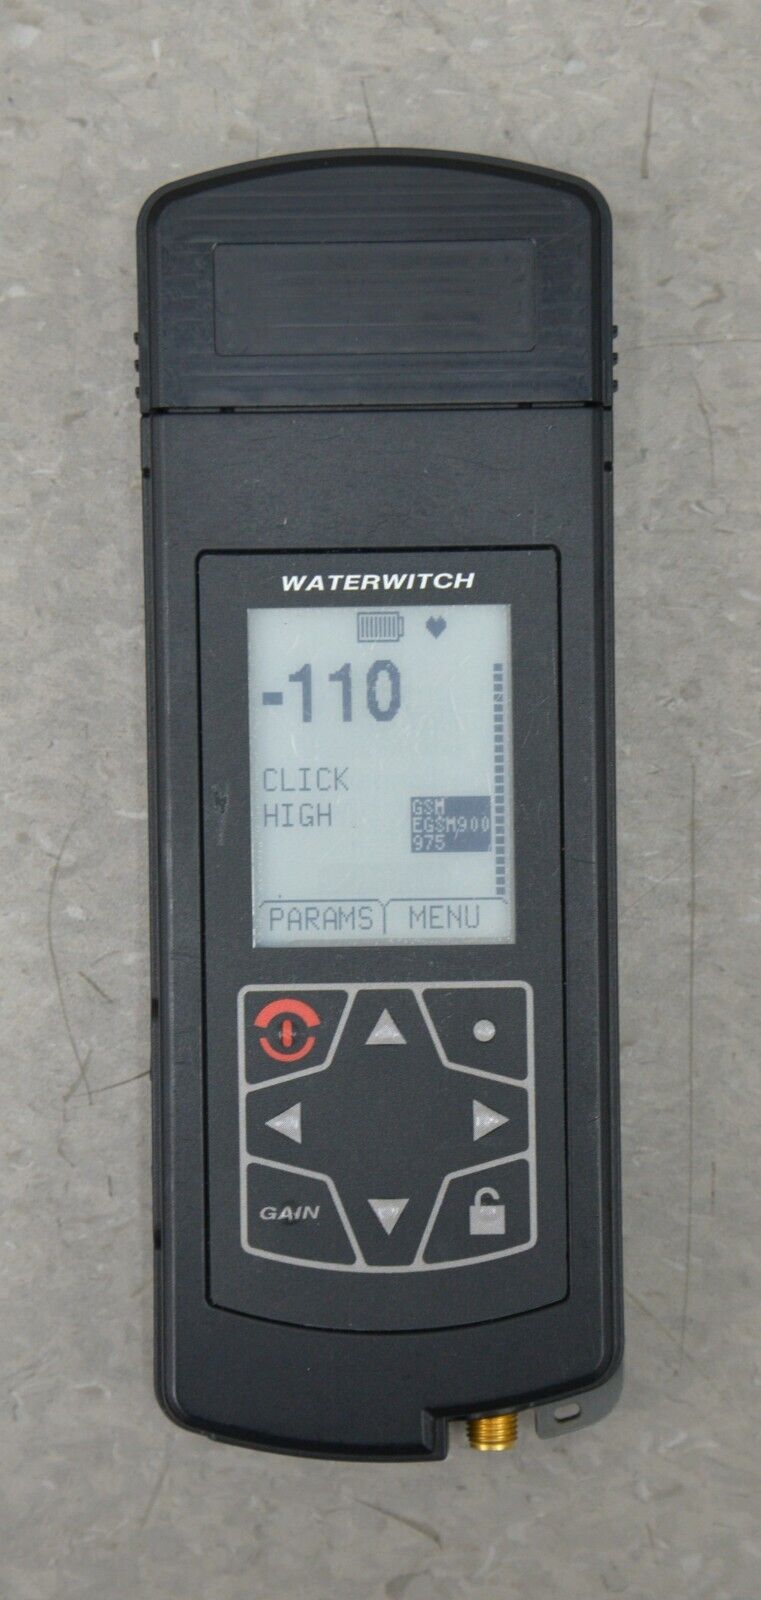 WATERWITCH
-110
CLICK
HIGH
GSM
EGSM900
975
PARAMS MENU
GAIN